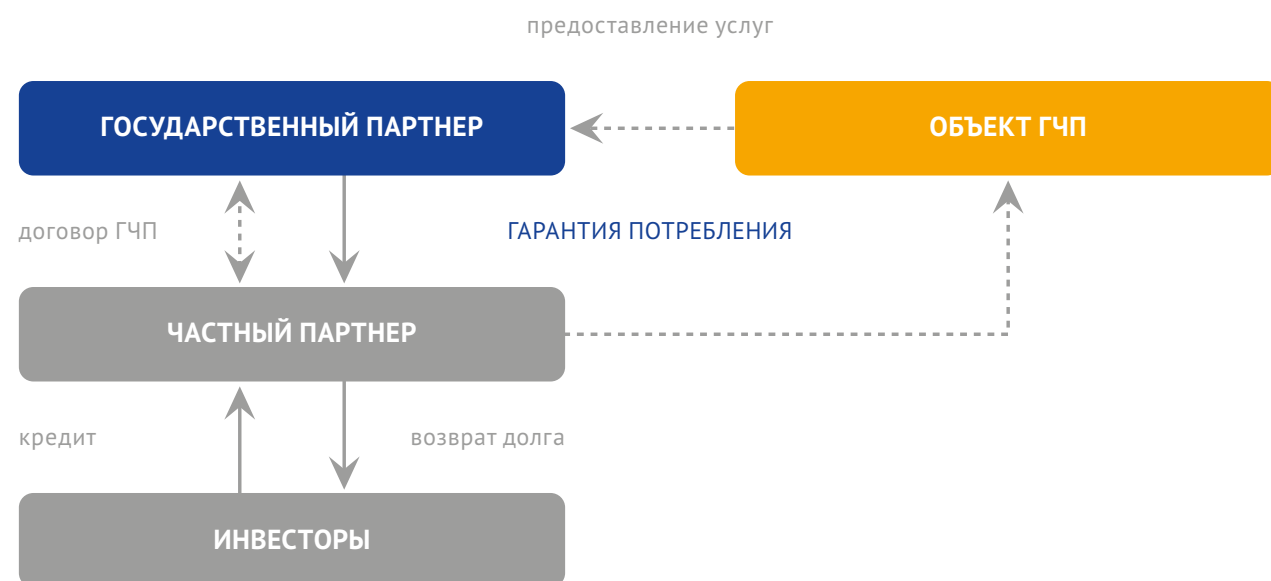 предоставление услуг
ГОСУДАРСТВЕННЫЙ ПАРТНЕР
ОБЪЕКТ ГЧП
договор ГЧП
ГАРАНТИЯ ПОТРЕБЛЕНИЯ
ЧАСТНЫЙ ПАРТНЕР
кредит
возврат долга
ИНВЕСТОРЫ